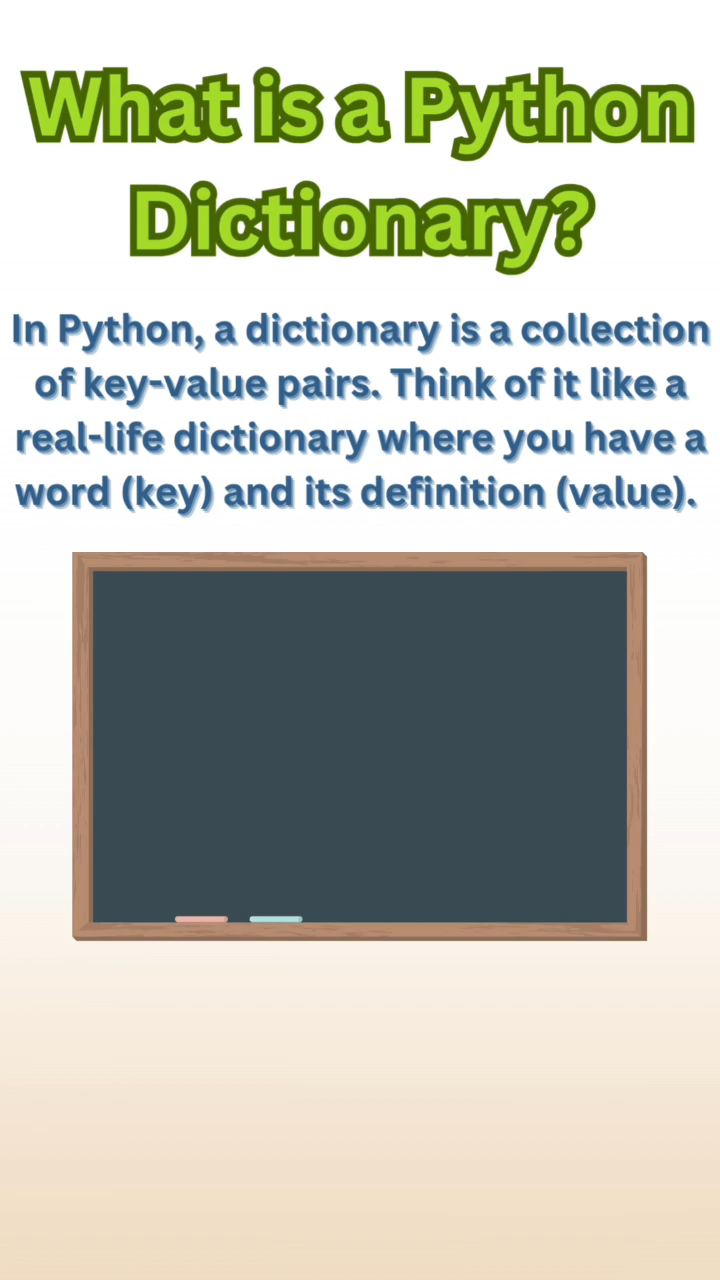 What is a Python
Dictionary?
In Python, a dictionary is a collection
of key-value pairs. Think of it like a
real-life dictionary where you have a
word (key) and its definition (value).